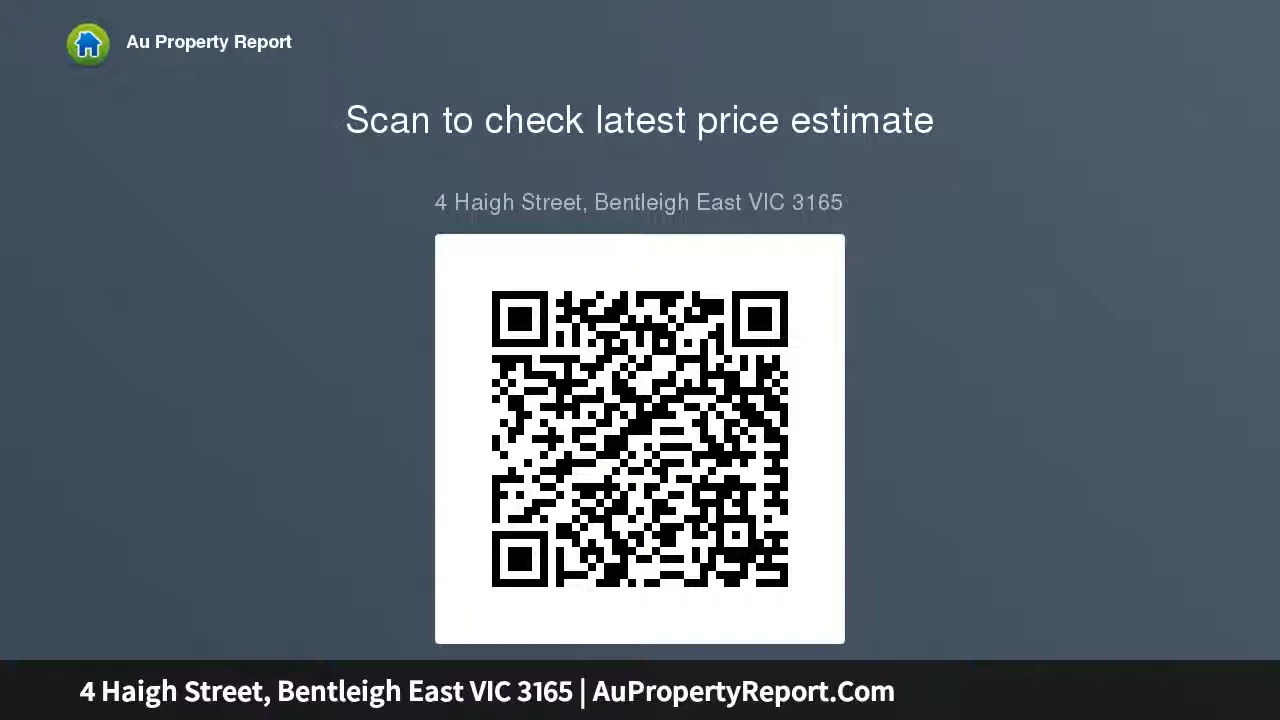 Au Property Report
Scan to check latest price estimate
4 Haigh Street, Bentleigh East VIC 3165
4 Haigh Street, Bentleigh East VIC 3165 | AuPropertyReport.Com